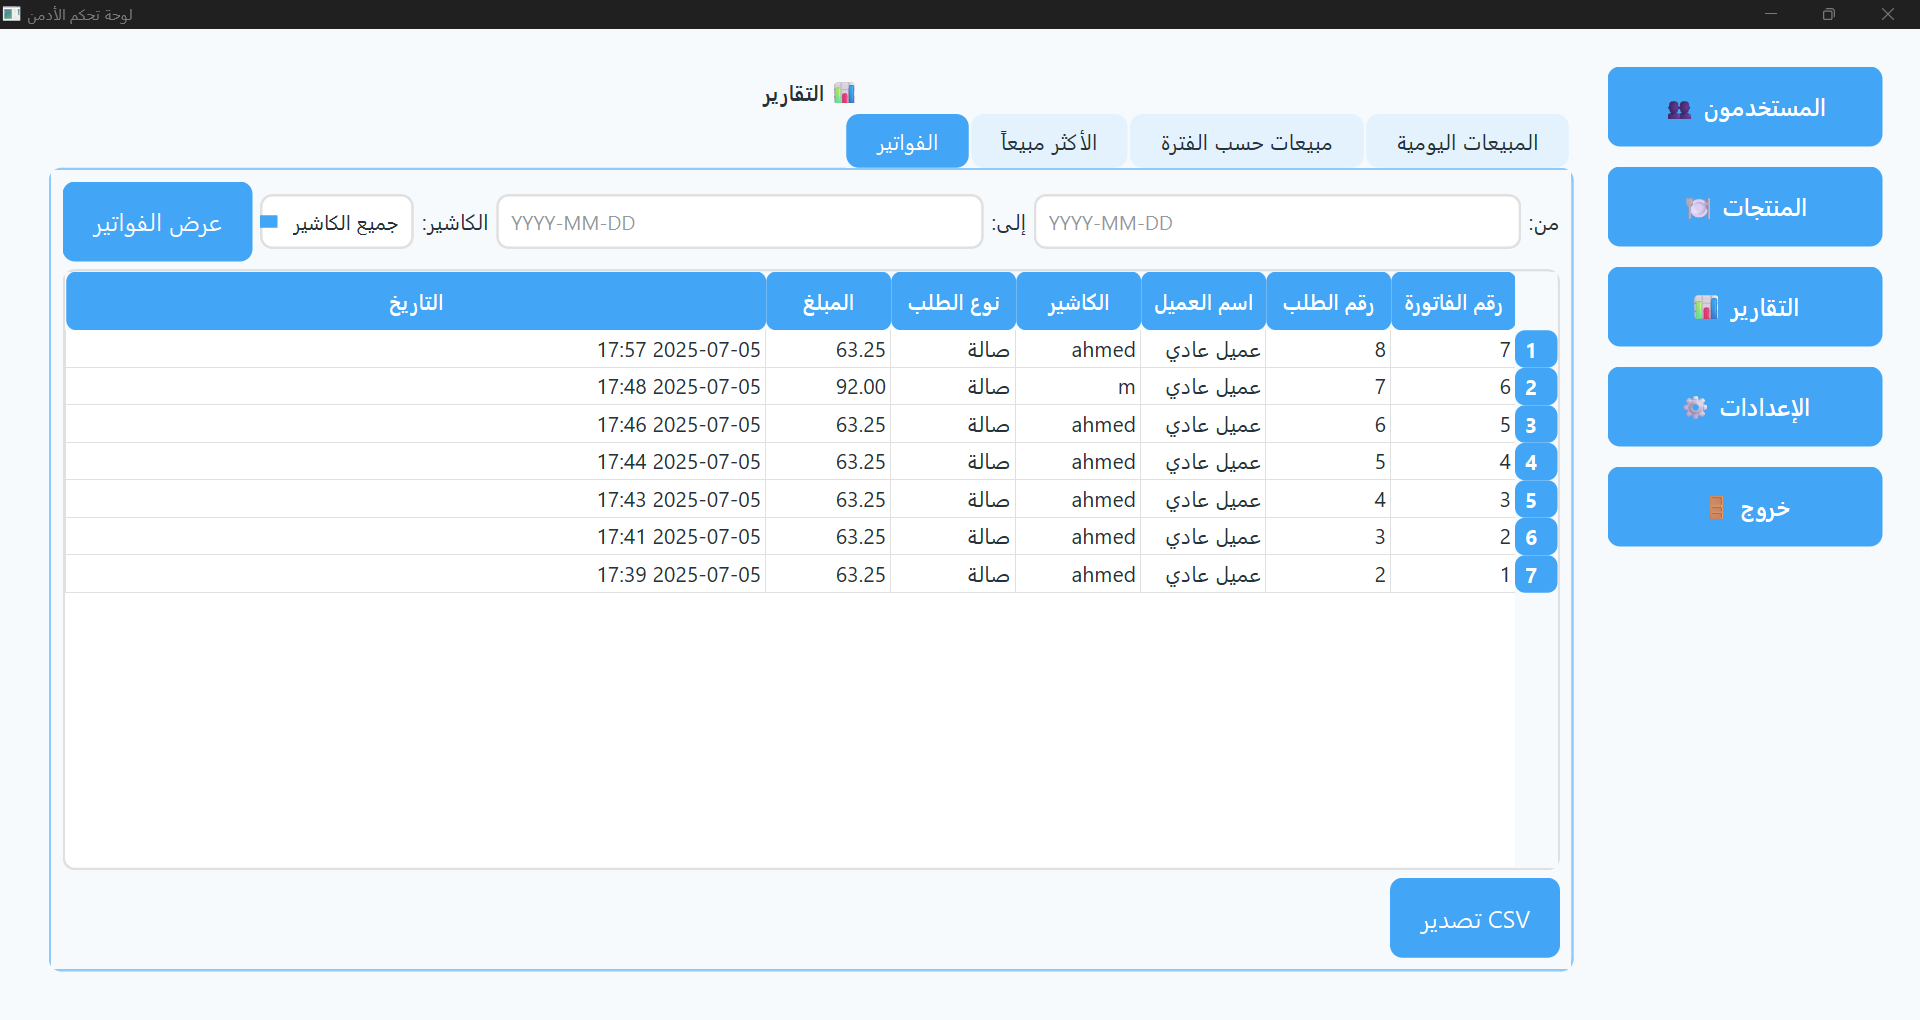 لوحة تحكم الأدمن
المستخدمون
المنتجات
التقارير
الإعدادات
خروج
التقارير
المبيعات اليومية
مبيعات حسب الفترة
الأكثر مبيعاً
الفواتير
من: YYYY-MM-DD إلى: YYYY-MM-DD الكاشير: جميع الكاشير عرض الفواتير
رقم الفاتورة رقم الطلب اسم العميل الكاشير نوع الطلب المبلغ التاريخ
1 7 8 عميل عادي ahmed صالة 63.25 2025-07-05 17:57
2 6 7 عميل عادي m صالة 92.00 2025-07-05 17:48
3 5 6 عميل عادي ahmed صالة 63.25 2025-07-05 17:46
4 4 5 عميل عادي ahmed صالة 63.25 2025-07-05 17:44
5 3 4 عميل عادي ahmed صالة 63.25 2025-07-05 17:43
6 2 3 عميل عادي ahmed صالة 63.25 2025-07-05 17:41
7 1 2 عميل عادي ahmed صالة 63.25 2025-07-05 17:39
تصدير CSV